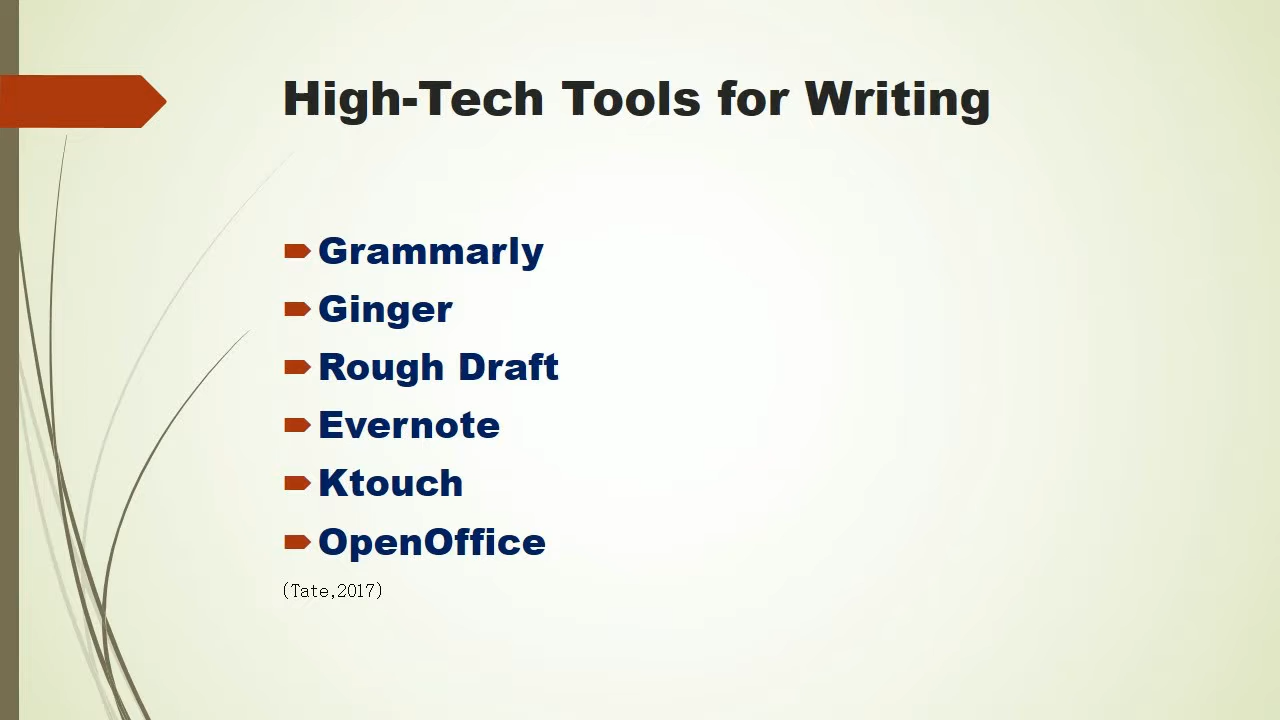 High-Tech Tools for Writing
Grammarly
Ginger
Rough Draft
Evernote
Ktouch
OpenOffice
(Tate,2017)